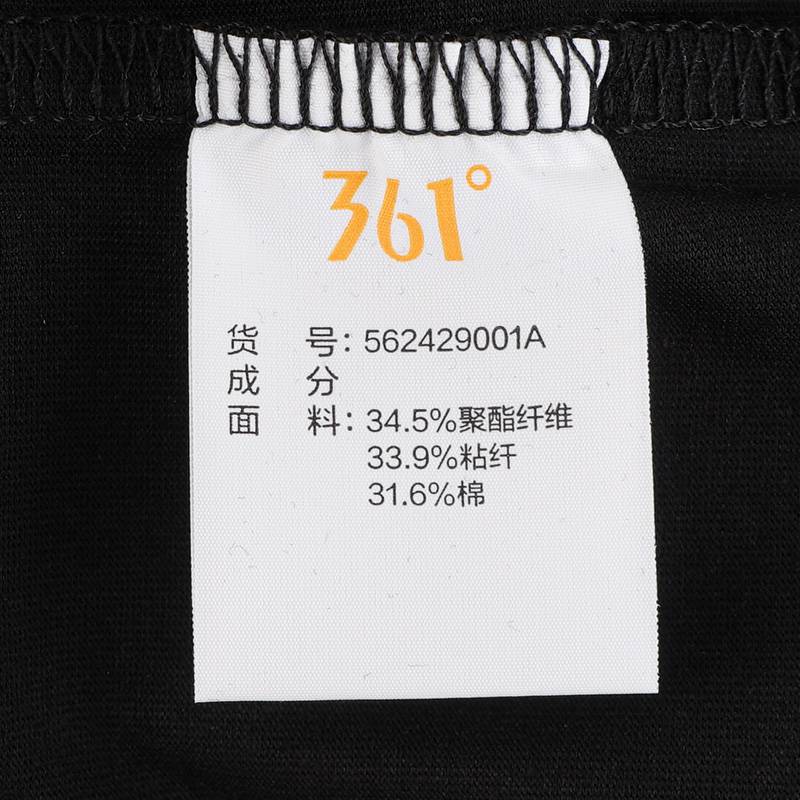 361°
货 号：562429001A
成 分
面 料：34.5%聚酯纤维
33.9%粘纤
31.6%棉